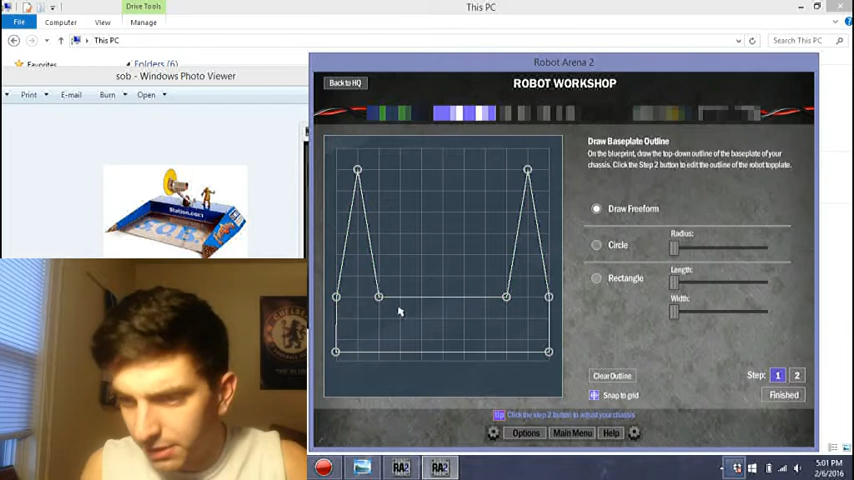 Drive Tools
This PC
File
Computer
View
Manage
This PC
Search This PC
Favorites
Folders (6)
sob - Windows Photo Viewer
Print
E-mail
Burn
Open
Station.com
S.O.B.
CHELSEA
Robot Arena 2
Back to HQ
ROBOT WORKSHOP
Draw Baseplate Outline
On the blueprint, draw the top-down outline of the baseplate of your
chassis. Click the Step 2 button to edit the outline of the robot topplate.
Draw Freeform
Circle
Radius:
Rectangle
Length:
Width:
Clear Outline
Step: 1 2
Snap to grid
Finished
tip Click the step 2 button to adjust your chassis
Options
Main Menu
Help
RA2
RA2
5:01 PM
2/6/2016